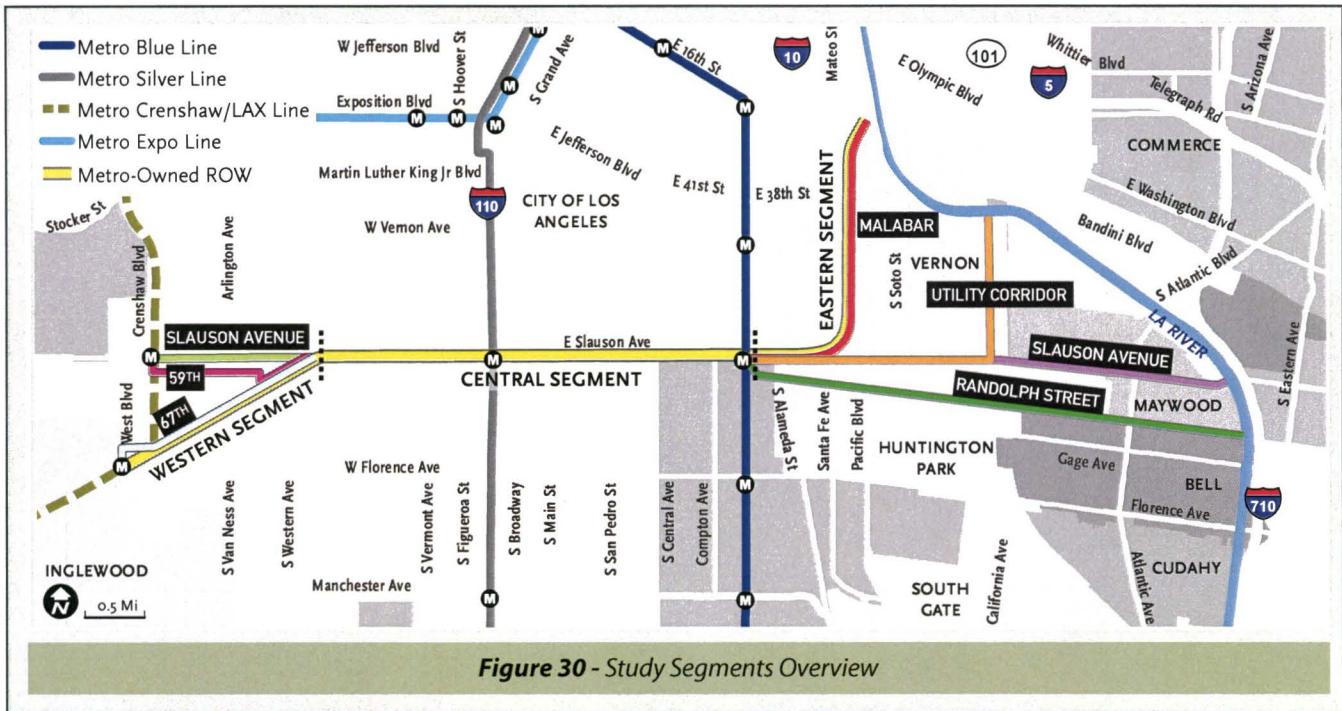 Metro Blue Line
Metro Silver Line
Metro Crenshaw/LAX Line
Metro Expo Line
Metro-Owned ROW
W Jefferson Blvd
S Hoover St
S Grand Ave
M
E 16th St
M
10
Mateo St
E Olympic Blvd
101
5
Whittier Blvd
S Arizona Ave
Telegraph Rd
COMMERCE
Exposition Blvd
M
M
M
M
M
E Jefferson Blvd
Martin Luther King Jr Blvd
110
CITY OF LOS
ANGELES
E 41st St
E 38th St
EASTERN SEGMENT
MALABAR
E Washington Blvd
Bandini Blvd
Stocker St
Crenshaw Blvd
Arlington Ave
W Vernon Ave
M
S Soto St
VERNON
UTILITY CORRIDOR
S Atlantic Blvd
LA RIVER
SLAUSON AVENUE
M
59TH
67TH
West Blvd
M
WESTERN SEGMENT
E Slauson Ave
M
CENTRAL SEGMENT
M
SLAUSON AVENUE
S Eastern Ave
RANDOLPH STREET
MAYWOOD
S Alameda St
Santa Fe Ave
Pacific Blvd
HUNTINGTON
PARK
Gage Ave
BELL
710
Florence Ave
W Florence Ave
S Van Ness Ave
S Western Ave
S Vermont Ave
S Figueroa St
S Broadway
S Main St
S San Pedro St
S Central Ave
Compton Ave
M
California Ave
Atlantic Ave
CUDAHY
INGLEWOOD
N
0.5 Mi
Manchester Ave
M
M
SOUTH
GATE
Figure 30 - Study Segments Overview